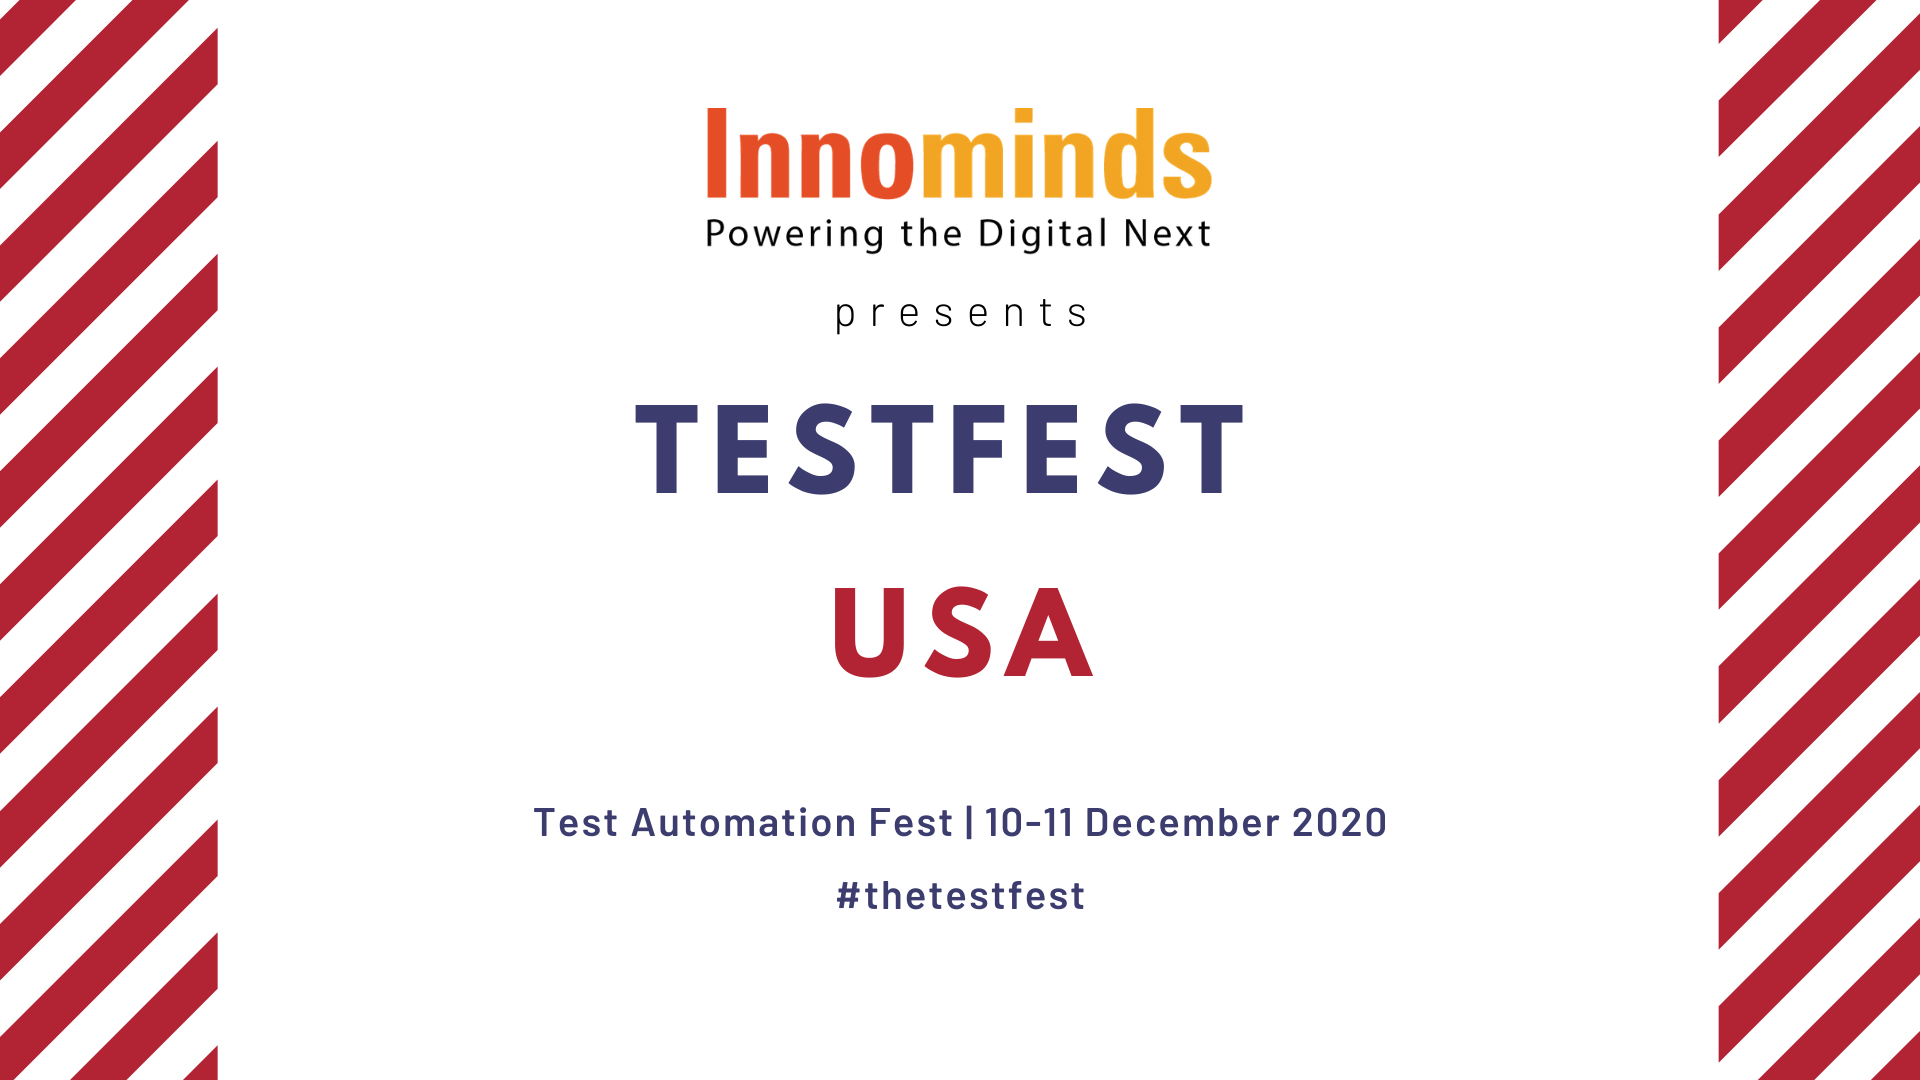 Innominds
Powering the Digital Next
presents
TESTFEST
USA
Test Automation Fest | 10-11 December 2020
#thetestfest